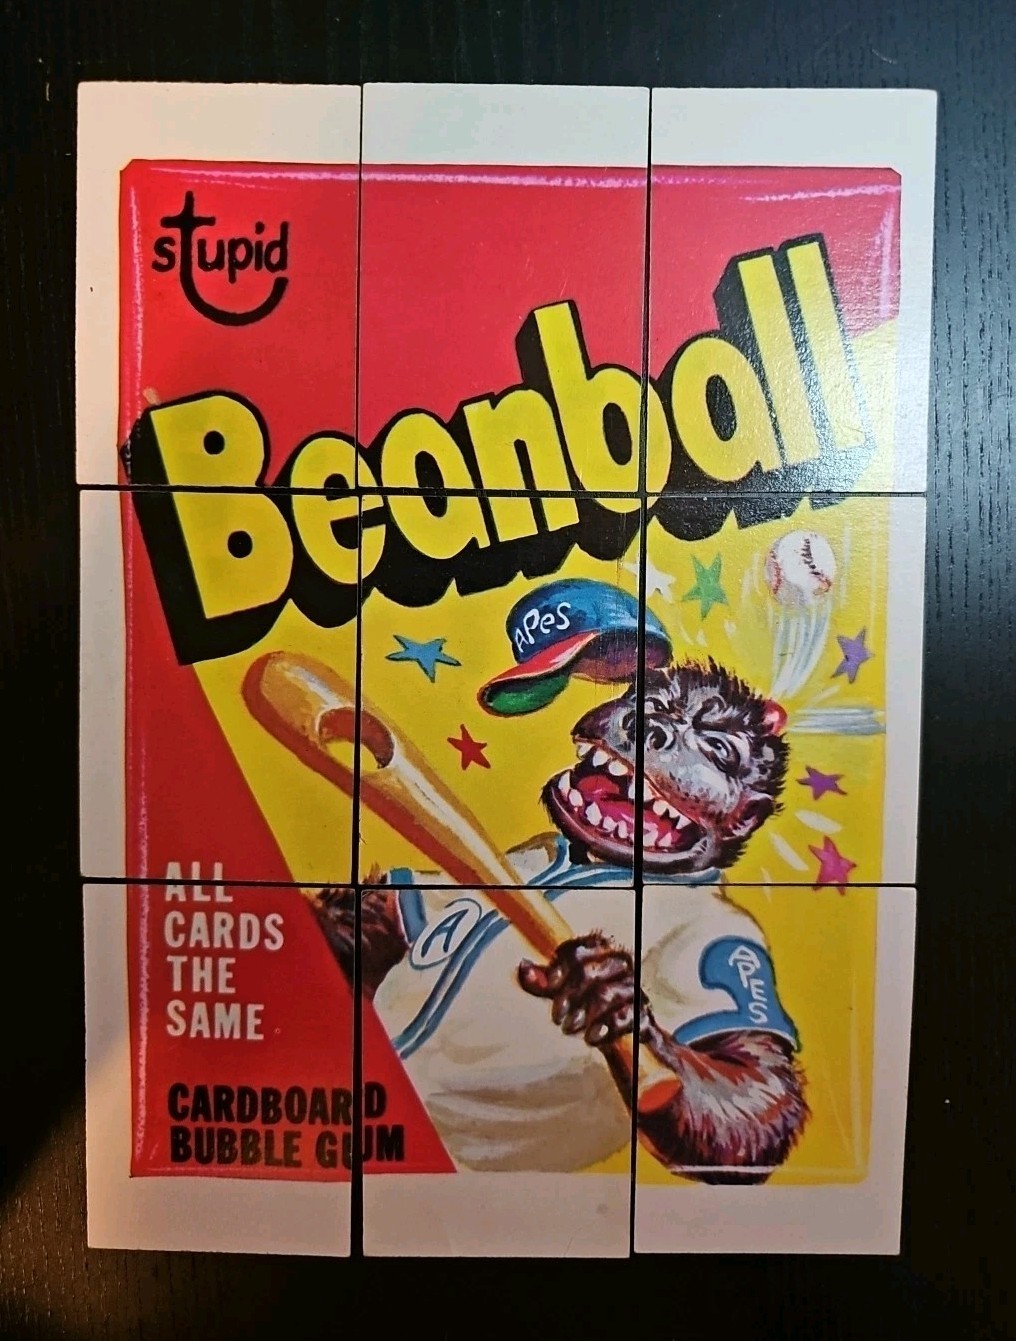 stupid
Beanball
APes
A
APES
ALL
CARDS
THE
SAME
CARDBOARD
BUBBLE GUM